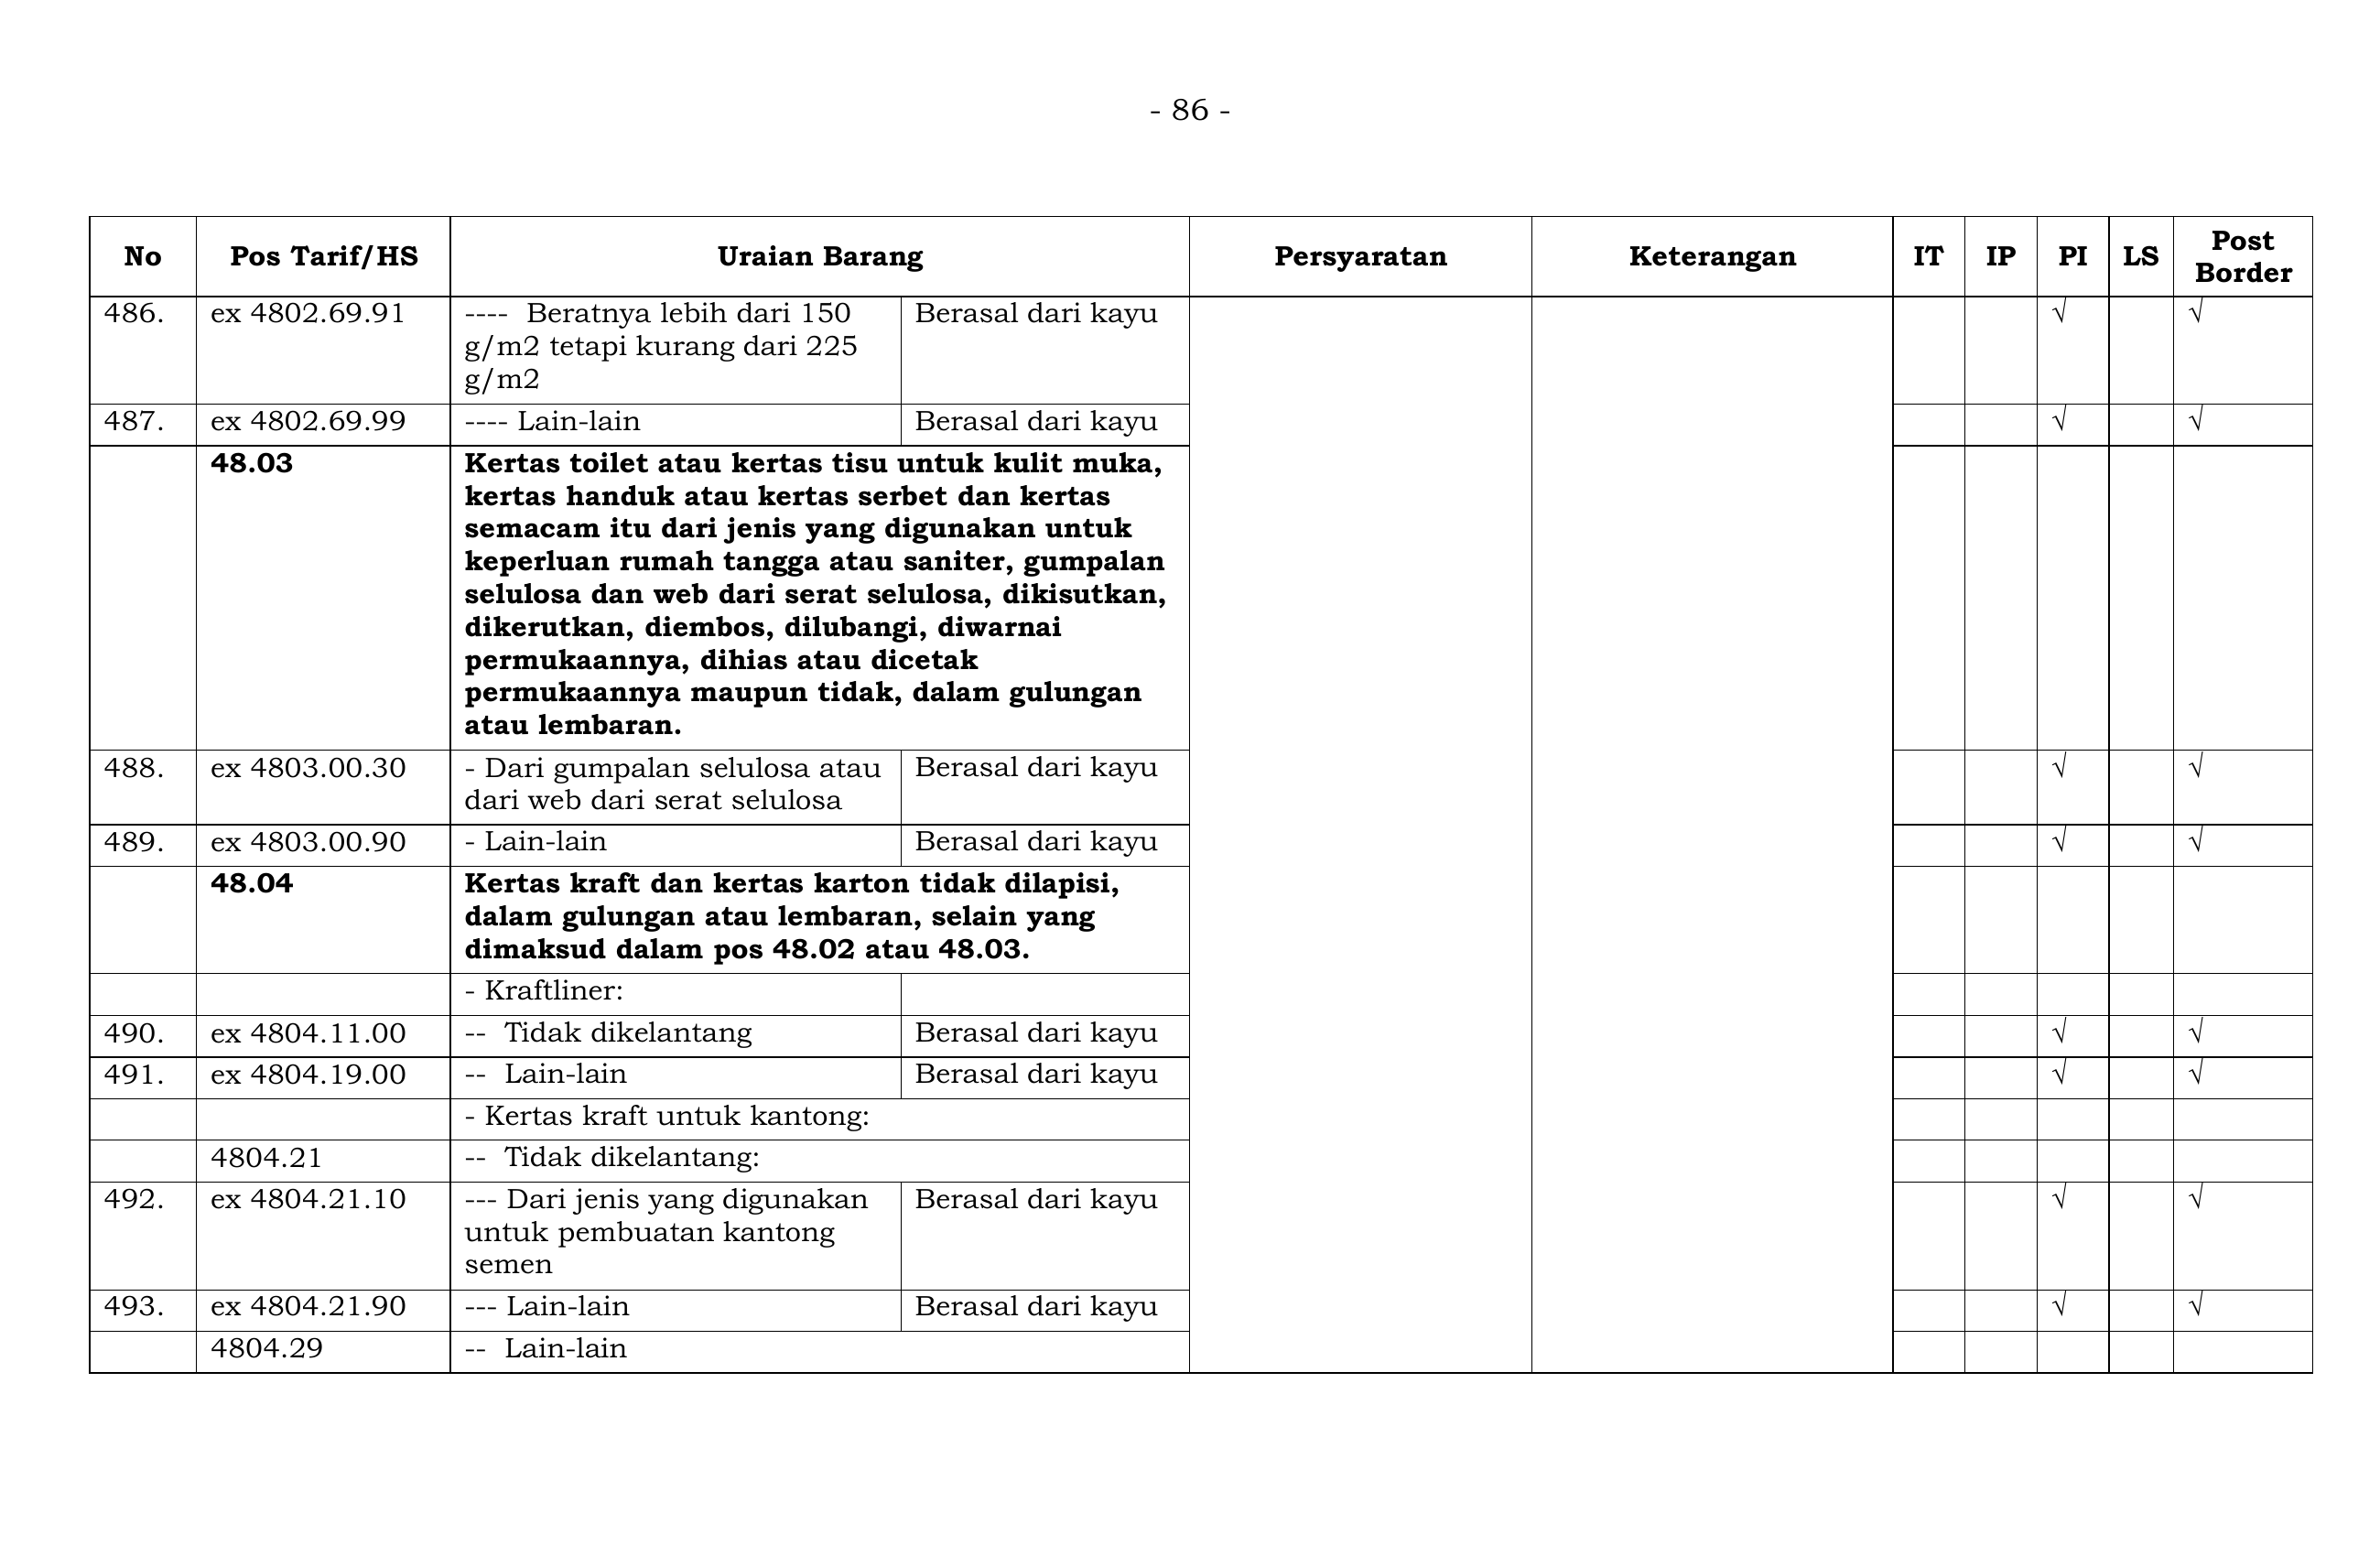 - 86 -
No Pos Tarif/HS Uraian Barang Persyaratan Keterangan IT IP PI LS Post
Border
486. ex 4802.69.91 ---- Beratnya lebih dari 150 Berasal dari kayu √ √
g/m2 tetapi kurang dari 225
g/m2
487. ex 4802.69.99 ---- Lain-lain Berasal dari kayu √ √
48.03 Kertas toilet atau kertas tisu untuk kulit muka,
kertas handuk atau kertas serbet dan kertas
semacam itu dari jenis yang digunakan untuk
keperluan rumah tangga atau saniter, gumpalan
selulosa dan web dari serat selulosa, dikisutkan,
dikerutkan, diembos, dilubangi, diwarnai
permukaannya, dihias atau dicetak
permukaannya maupun tidak, dalam gulungan
atau lembaran.
488. ex 4803.00.30 - Dari gumpalan selulosa atau Berasal dari kayu √ √
dari web dari serat selulosa
489. ex 4803.00.90 - Lain-lain Berasal dari kayu √ √
48.04 Kertas kraft dan kertas karton tidak dilapisi,
dalam gulungan atau lembaran, selain yang
dimaksud dalam pos 48.02 atau 48.03.
- Kraftliner:
490. ex 4804.11.00 -- Tidak dikelantang Berasal dari kayu √ √
491. ex 4804.19.00 -- Lain-lain Berasal dari kayu √ √
- Kertas kraft untuk kantong:
4804.21 -- Tidak dikelantang:
492. ex 4804.21.10 --- Dari jenis yang digunakan Berasal dari kayu √ √
untuk pembuatan kantong
semen
493. ex 4804.21.90 --- Lain-lain Berasal dari kayu √ √
4804.29 -- Lain-lain